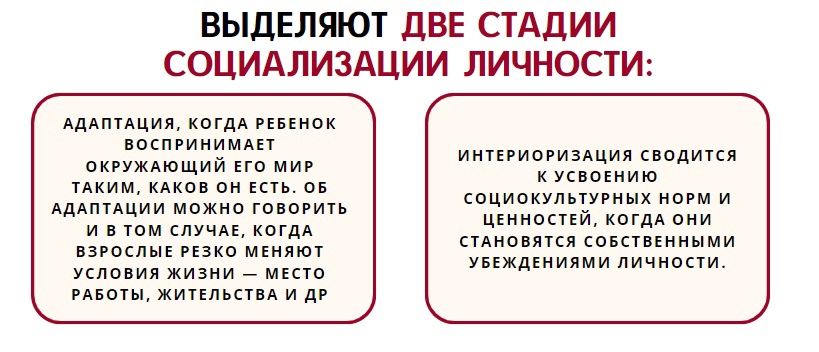 ВЫДЕЛЯЮТ ДВЕ СТАДИИ
СОЦИАЛИЗАЦИИ ЛИЧНОСТИ:
АДАПТАЦИЯ, КОГДА РЕБЕНОК
ВОСПРИНИМАЕТ
ОКРУЖАЮЩИЙ ЕГО МИР
ТАКИМ, КАКОВ ОН ЕСТЬ. ОБ
АДАПТАЦИИ МОЖНО ГОВОРИТЬ
И В ТОМ СЛУЧАЕ, КОГДА
ВЗРОСЛЫЕ РЕЗКО МЕНЯЮТ
УСЛОВИЯ ЖИЗНИ — МЕСТО
РАБОТЫ, ЖИТЕЛЬСТВА И ДР
ИНТЕРИОРИЗАЦИЯ СВОДИТСЯ
К УСВОЕНИЮ
СОЦИОКУЛЬТУРНЫХ НОРМ И
ЦЕННОСТЕЙ, КОГДА ОНИ
СТАНОВЯТСЯ СОБСТВЕННЫМИ
УБЕЖДЕНИЯМИ ЛИЧНОСТИ.